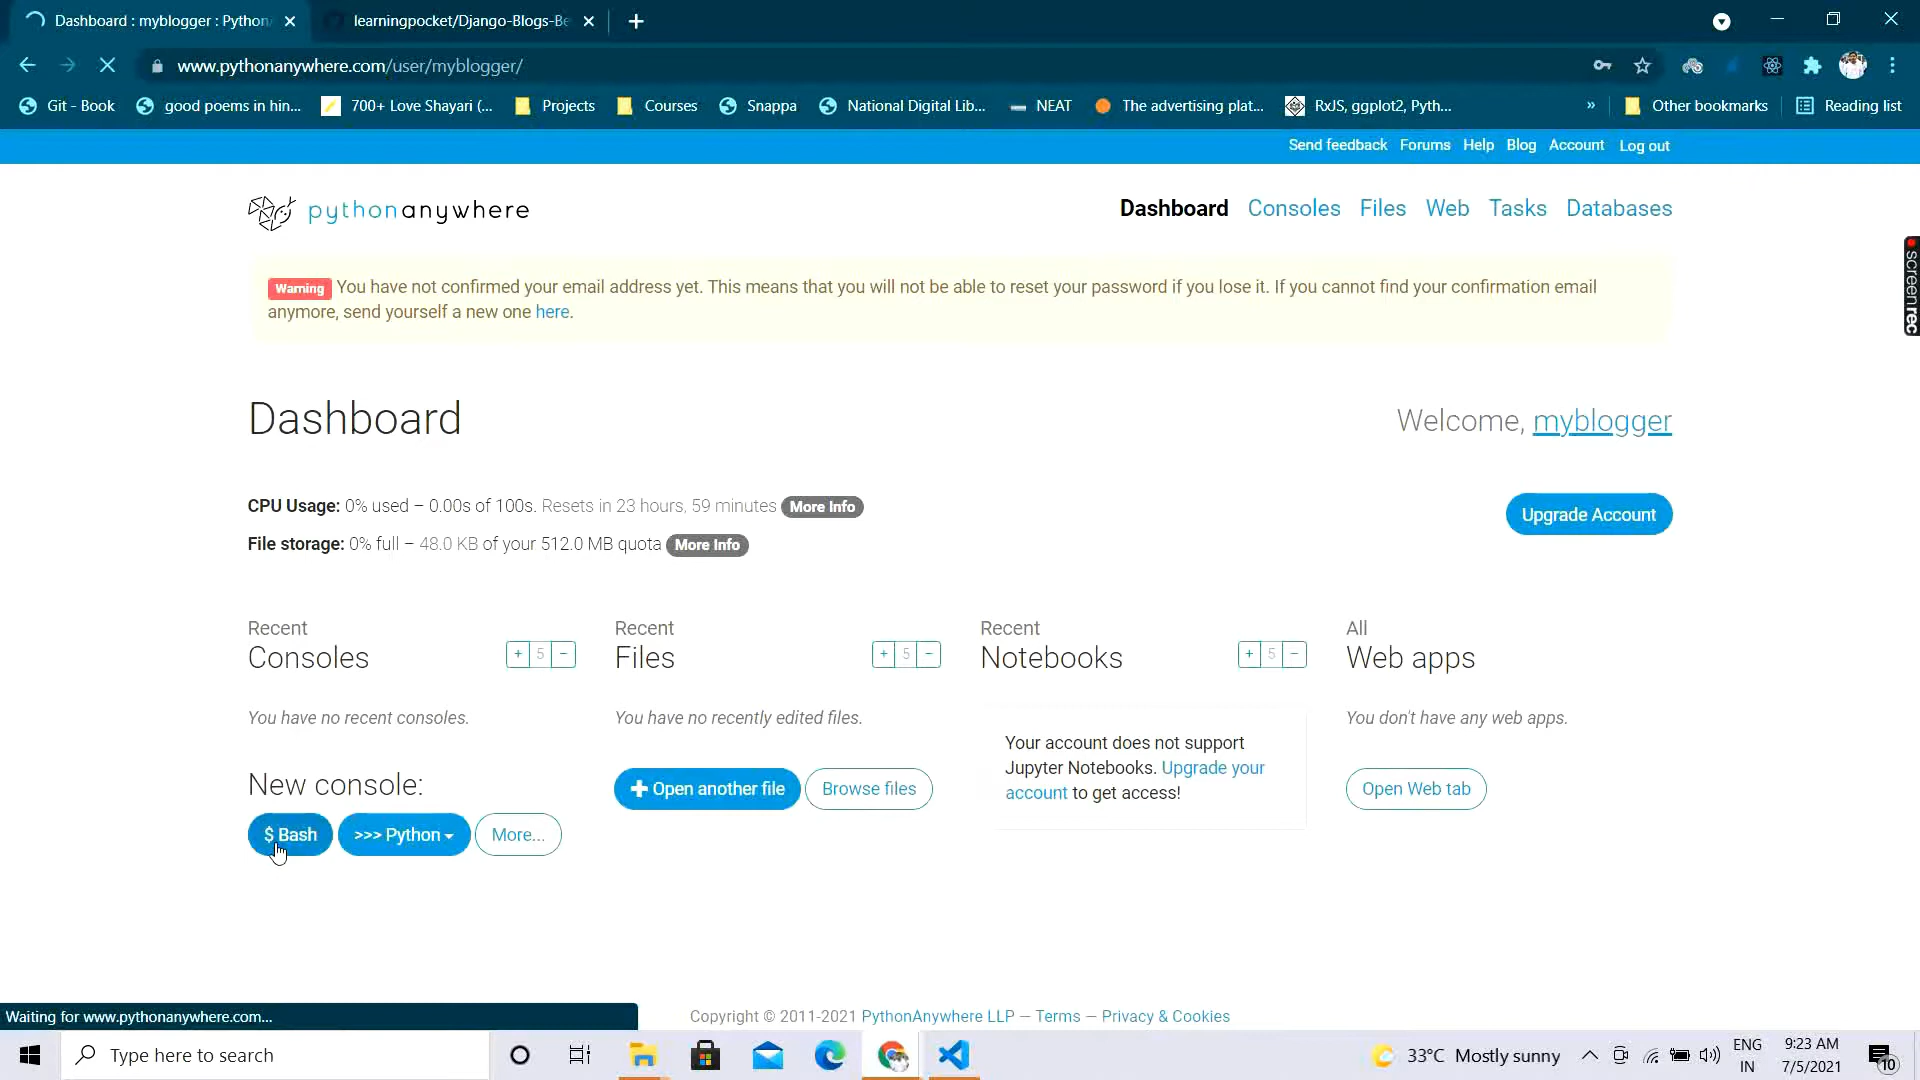 Dashboard : myblogger : Python
learningpocket/Django-Blogs-Be
www.pythonanywhere.com/user/myblogger/
Git - Book
good poems in hin...
700+ Love Shayari (...
Projects
Courses
Snappa
National Digital Lib...
NEAT
The advertising plat...
RxJS, ggplot2, Pyth...
»
Other bookmarks
Reading list
Send feedback Forums Help Blog Account Log out
pythonanywhere
Dashboard Consoles Files Web Tasks Databases
Warning You have not confirmed your email address yet. This means that you will not be able to reset your password if you lose it. If you cannot find your confirmation email
anymore, send yourself a new one here.
screenrec
Dashboard
Welcome, myblogger
CPU Usage: 0% used – 0.00s of 100s. Resets in 23 hours, 59 minutes More Info
Upgrade Account
File storage: 0% full – 48.0 KB of your 512.0 MB quota More Info
Recent
Consoles
+ 5 −
You have no recent consoles.
New console:
$ Bash
>>> Python
More...
Recent
Files
+ 5 −
You have no recently edited files.
+ Open another file
Browse files
Recent
Notebooks
+ 5 −
Your account does not support
Jupyter Notebooks. Upgrade your
account to get access!
All
Web apps
You don't have any web apps.
Open Web tab
Waiting for www.pythonanywhere.com...
Copyright © 2011-2021 PythonAnywhere LLP — Terms — Privacy & Cookies
Type here to search
33°C Mostly sunny
ENG
IN
9:23 AM
7/5/2021
10